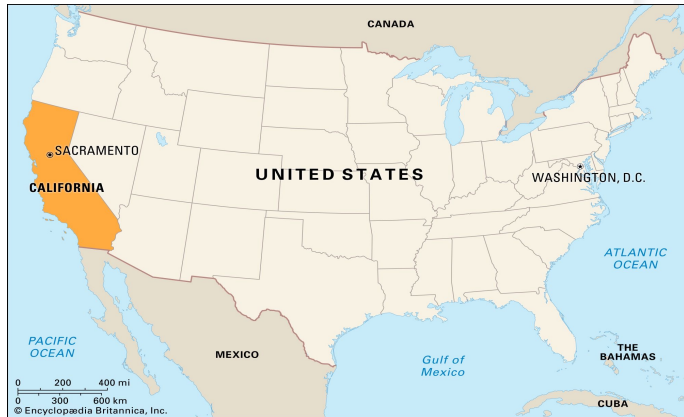 CANADA
SACRAMENTO
UNITED STATES
WASHINGTON, D.C.
CALIFORNIA
ATLANTIC
OCEAN
PACIFIC
OCEAN
MEXICO
Gulf of
Mexico
THE
BAHAMAS
0 200 400 mi
0 300 600 km
© Encyclopædia Britannica, Inc.
CUBA